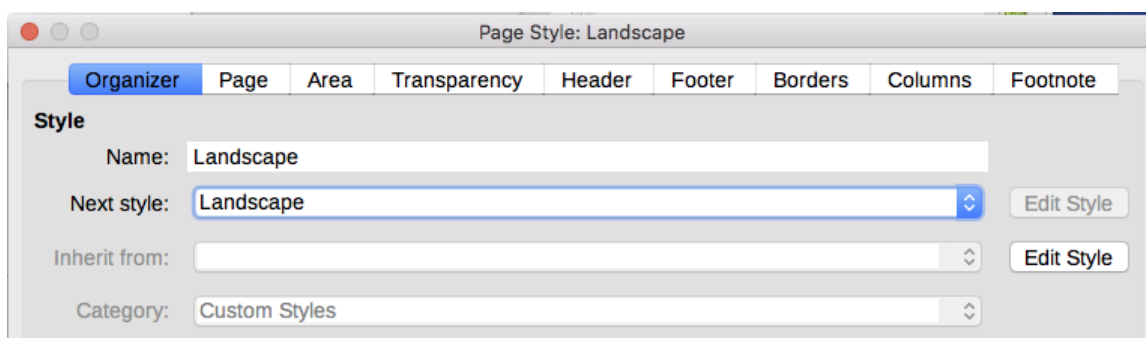 Page Style: Landscape
Organizer Page Area Transparency Header Footer Borders Columns Footnote
Style
Name: Landscape
Next style: Landscape Edit Style
Inherit from: Edit Style
Category: Custom Styles